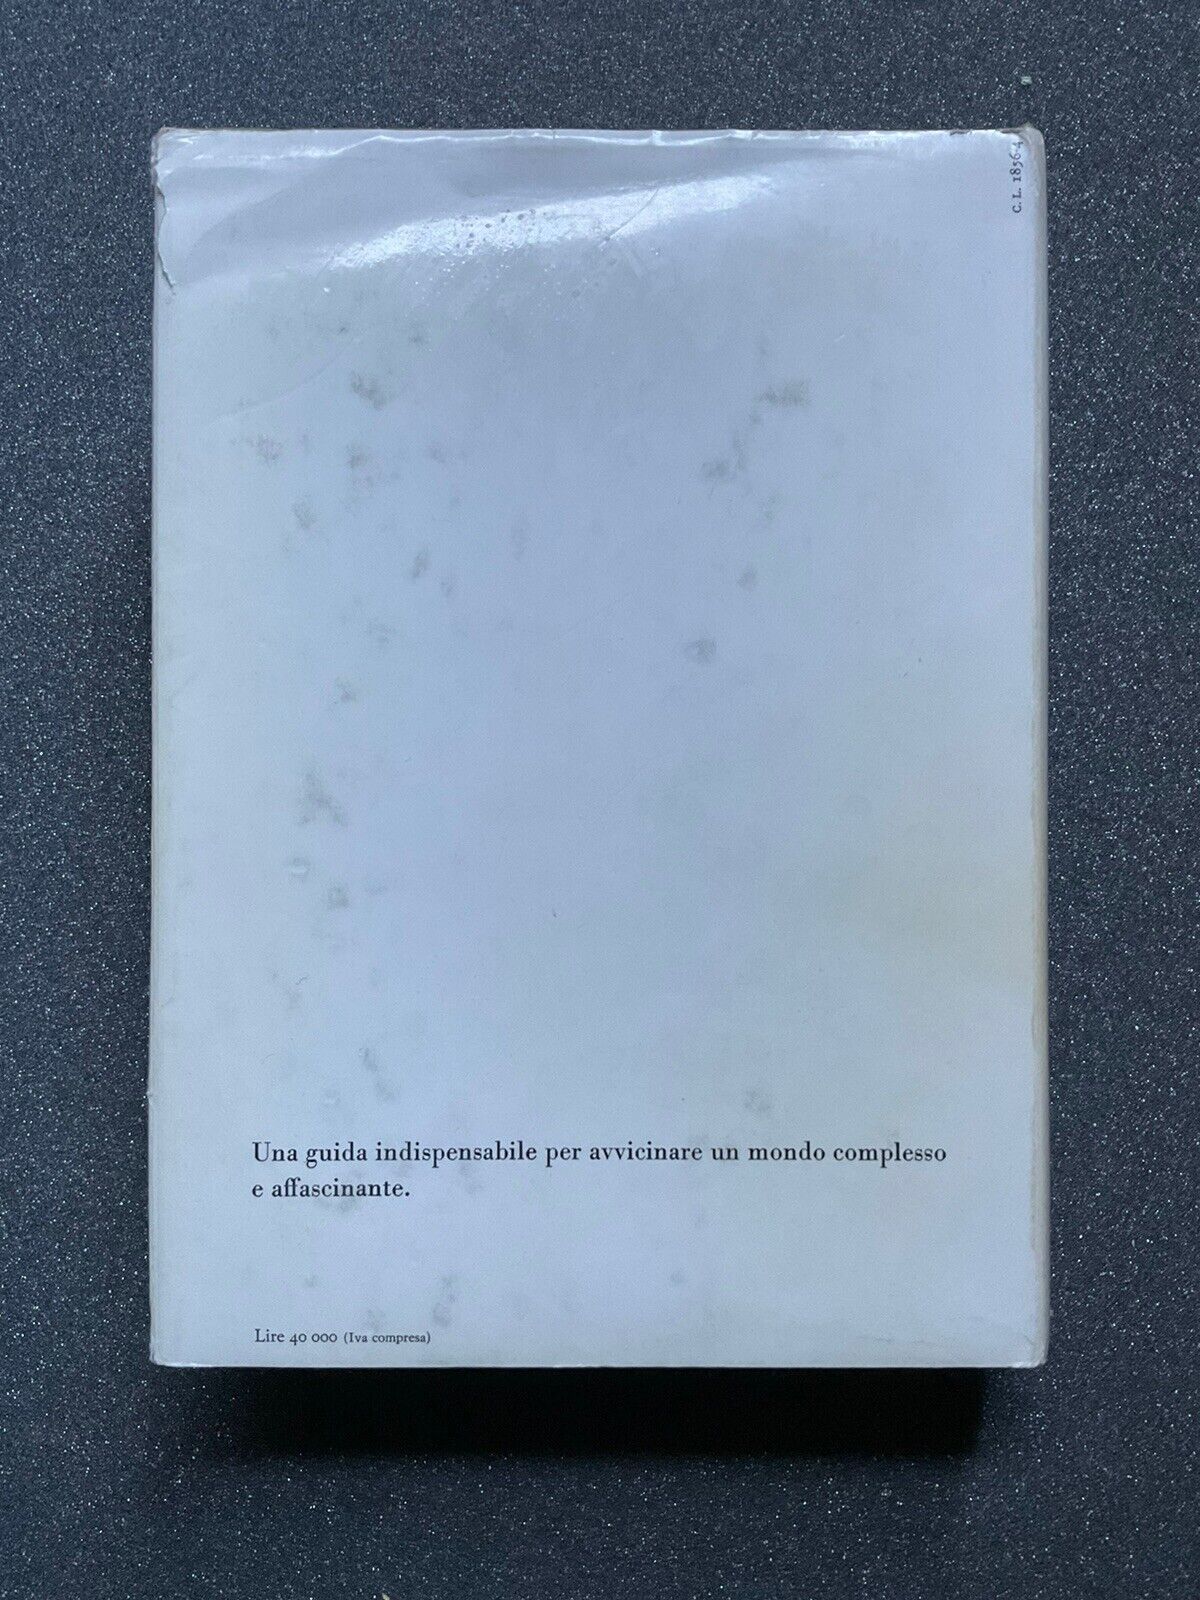 C. L. 1856-4
Una guida indispensabile per avvicinare un mondo complesso
e affascinante.
Lire 40 000 (Iva compresa)